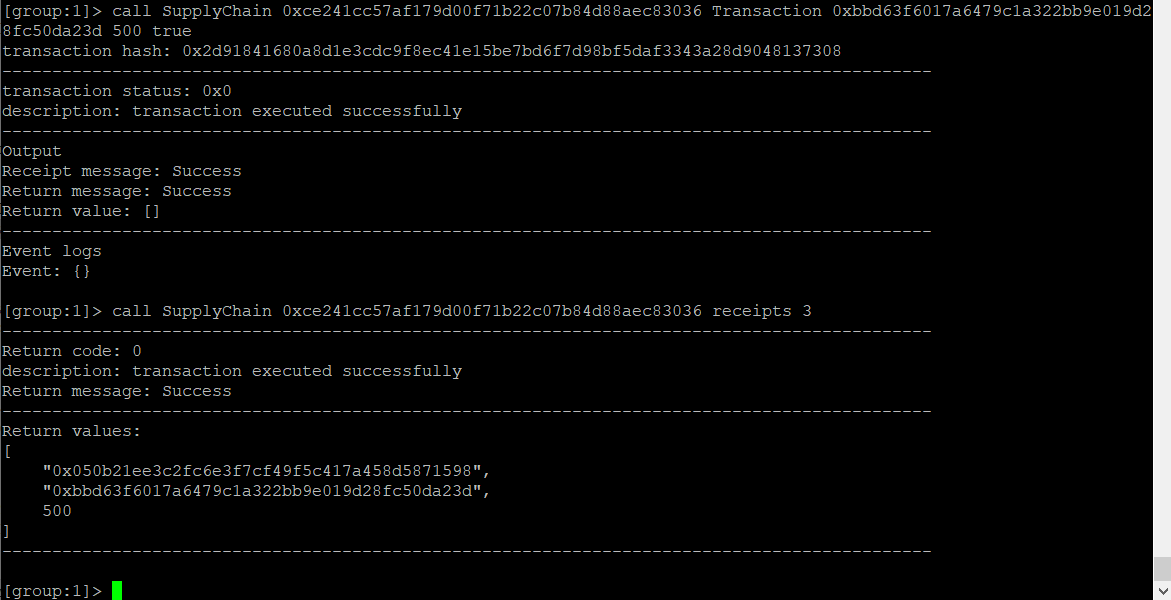 [group:1]> call SupplyChain 0xce241cc57af179d00f71b22c07b84d88aec83036 Transaction 0xbbd63f6017a6479c1a322bb9e019d2
8fc50da23d 500 true
transaction hash: 0x2d91841680a8d1e3cdc9f8ec41e15be7bd6f7d98bf5daf3343a28d9048137308
---------------------------------------------------------------------------------------------
transaction status: 0x0
description: transaction executed successfully
---------------------------------------------------------------------------------------------
Output
Receipt message: Success
Return message: Success
Return value: []
---------------------------------------------------------------------------------------------
Event logs
Event: {}
[group:1]> call SupplyChain 0xce241cc57af179d00f71b22c07b84d88aec83036 receipts 3
---------------------------------------------------------------------------------------------
Return code: 0
description: transaction executed successfully
Return message: Success
---------------------------------------------------------------------------------------------
Return values:
[
    "0x050b21ee3c2fc6e3f7cf49f5c417a458d5871598",
    "0xbbd63f6017a6479c1a322bb9e019d28fc50da23d",
    500
]
---------------------------------------------------------------------------------------------
[group:1]>